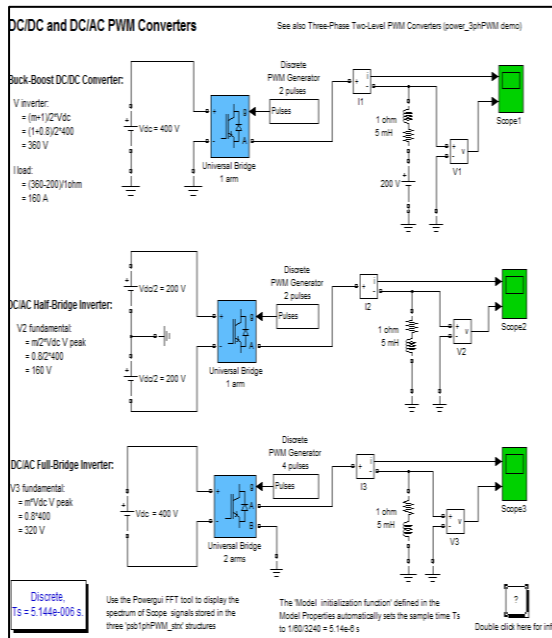 DC/DC and DC/AC PWM Converters
See also Three-Phase Two-Level PWM Converters (power_3phPWM demo)
Buck-Boost DC/DC Converter:
V inverter:
= (m+1)/2*Vdc
= (1+0.8)/2*400
= 360 V
I load:
= (360-200)/1ohm
= 160 A
Vdc = 400 V
+
-
g
A
Universal Bridge
1 arm
Discrete
PWM Generator
2 pulses
Pulses
+
i
-
I1
1 ohm
5 mH
200 V
+
-
v
V1
Scope1
DC/AC Half-Bridge Inverter:
V2 fundamental:
= m/2*Vdc V peak
= 0.8/2*400
= 160 V
Vdc/2 = 200 V
Vdc/2 = 200 V
+
-
g
A
Universal Bridge
1 arm
Discrete
PWM Generator
2 pulses
Pulses
+
i
-
I2
1 ohm
5 mH
+
-
v
V2
Scope2
DC/AC Full-Bridge Inverter:
V3 fundamental:
= m*Vdc V peak
= 0.8*400
= 320 V
Vdc = 400 V
+
-
g
A
B
Universal Bridge
2 arms
Discrete
PWM Generator
4 pulses
Pulses
+
i
-
I3
1 ohm
5 mH
+
-
v
V3
Scope3
Discrete,
Ts = 5.144e-006 s.
Use the Powergui FFT tool to display the
spectrum of Scope signals stored in the
three 'psb1phPWM_strx' structures
The 'Model initialization function' defined in the
Model Properties automatically sets the sample time Ts
to 1/60/3240 = 5.14e-6 s
?
Double click here for inf